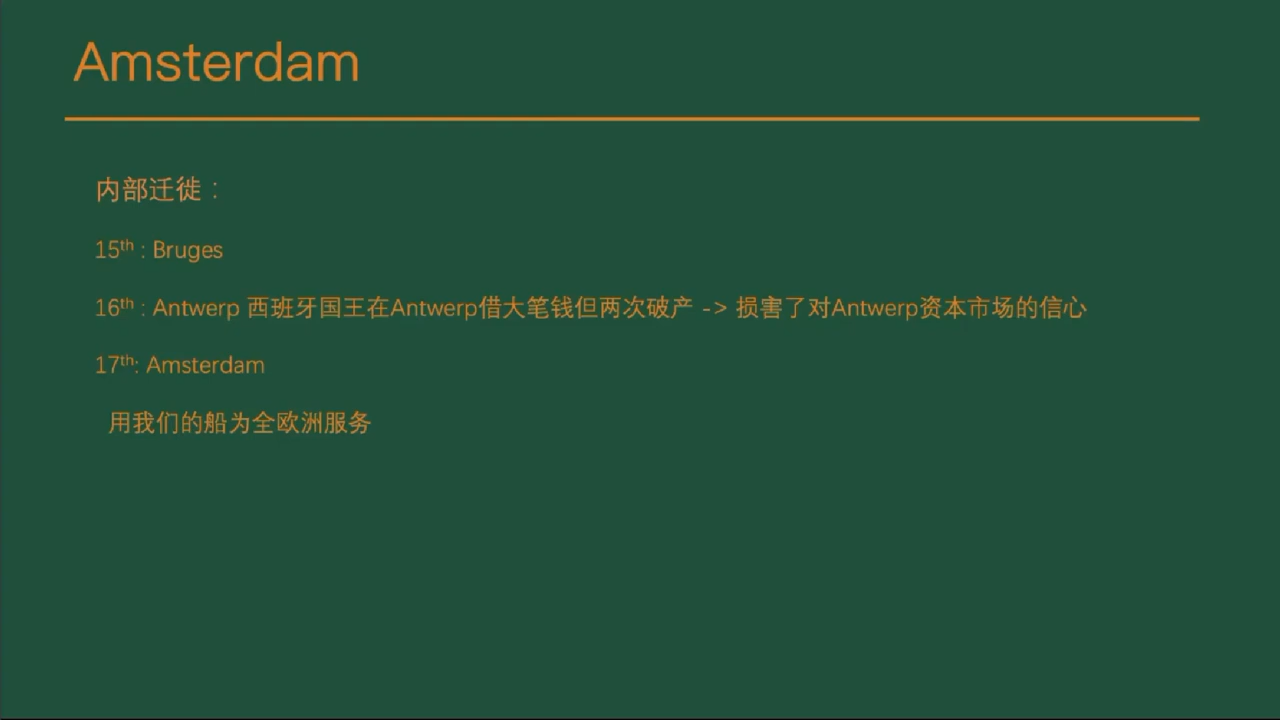 Amsterdam
内部迁徙：
15th : Bruges
16th : Antwerp 西班牙国王在Antwerp借大笔钱但两次破产 -> 损害了对Antwerp资本市场的信心
17th: Amsterdam
用我们的船为全欧洲服务